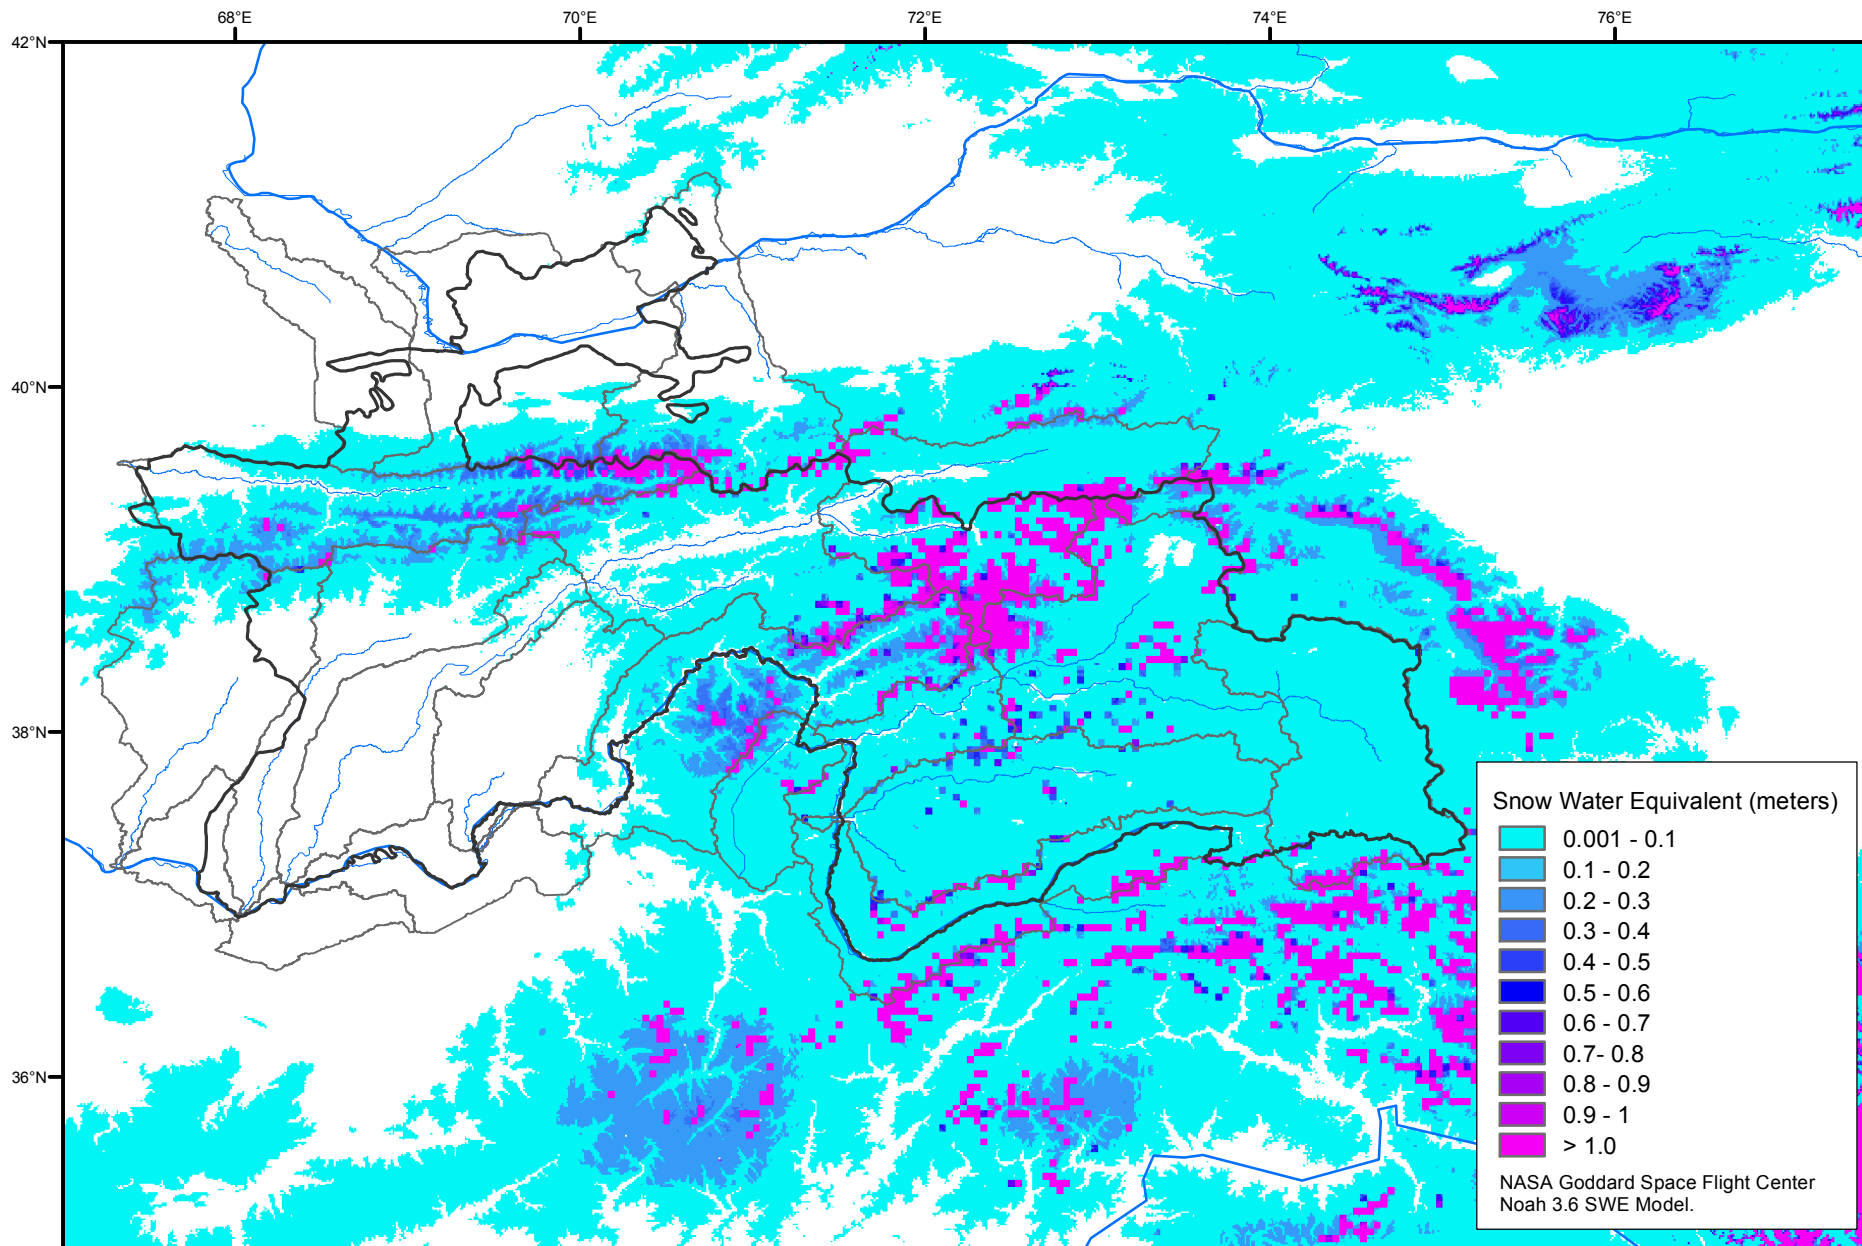 68°E
70°E
72°E
74°E
76°E
42°N
40°N
38°N
36°N
Snow Water Equivalent (meters)
0.001 - 0.1
0.1 - 0.2
0.2 - 0.3
0.3 - 0.4
0.4 - 0.5
0.5 - 0.6
0.6 - 0.7
0.7- 0.8
0.8 - 0.9
0.9 - 1
> 1.0
NASA Goddard Space Flight Center
Noah 3.6 SWE Model.